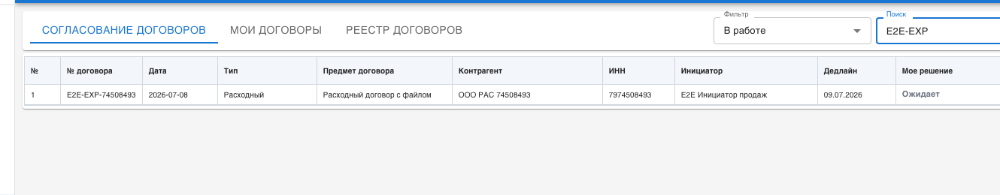 Фильтр Поиск
СОГЛАСОВАНИЕ ДОГОВОРОВ МОИ ДОГОВОРЫ РЕЕСТР ДОГОВОРОВ В работе E2E-EXP
№ № договора Дата Тип Предмет договора Контрагент ИНН Инициатор Дедлайн Мое решение
1 E2E-EXP-74508493 2026-07-08 Расходный Расходный договор с файлом ООО РАС 74508493 7974508493 E2E Инициатор продаж 09.07.2026 Ожидает